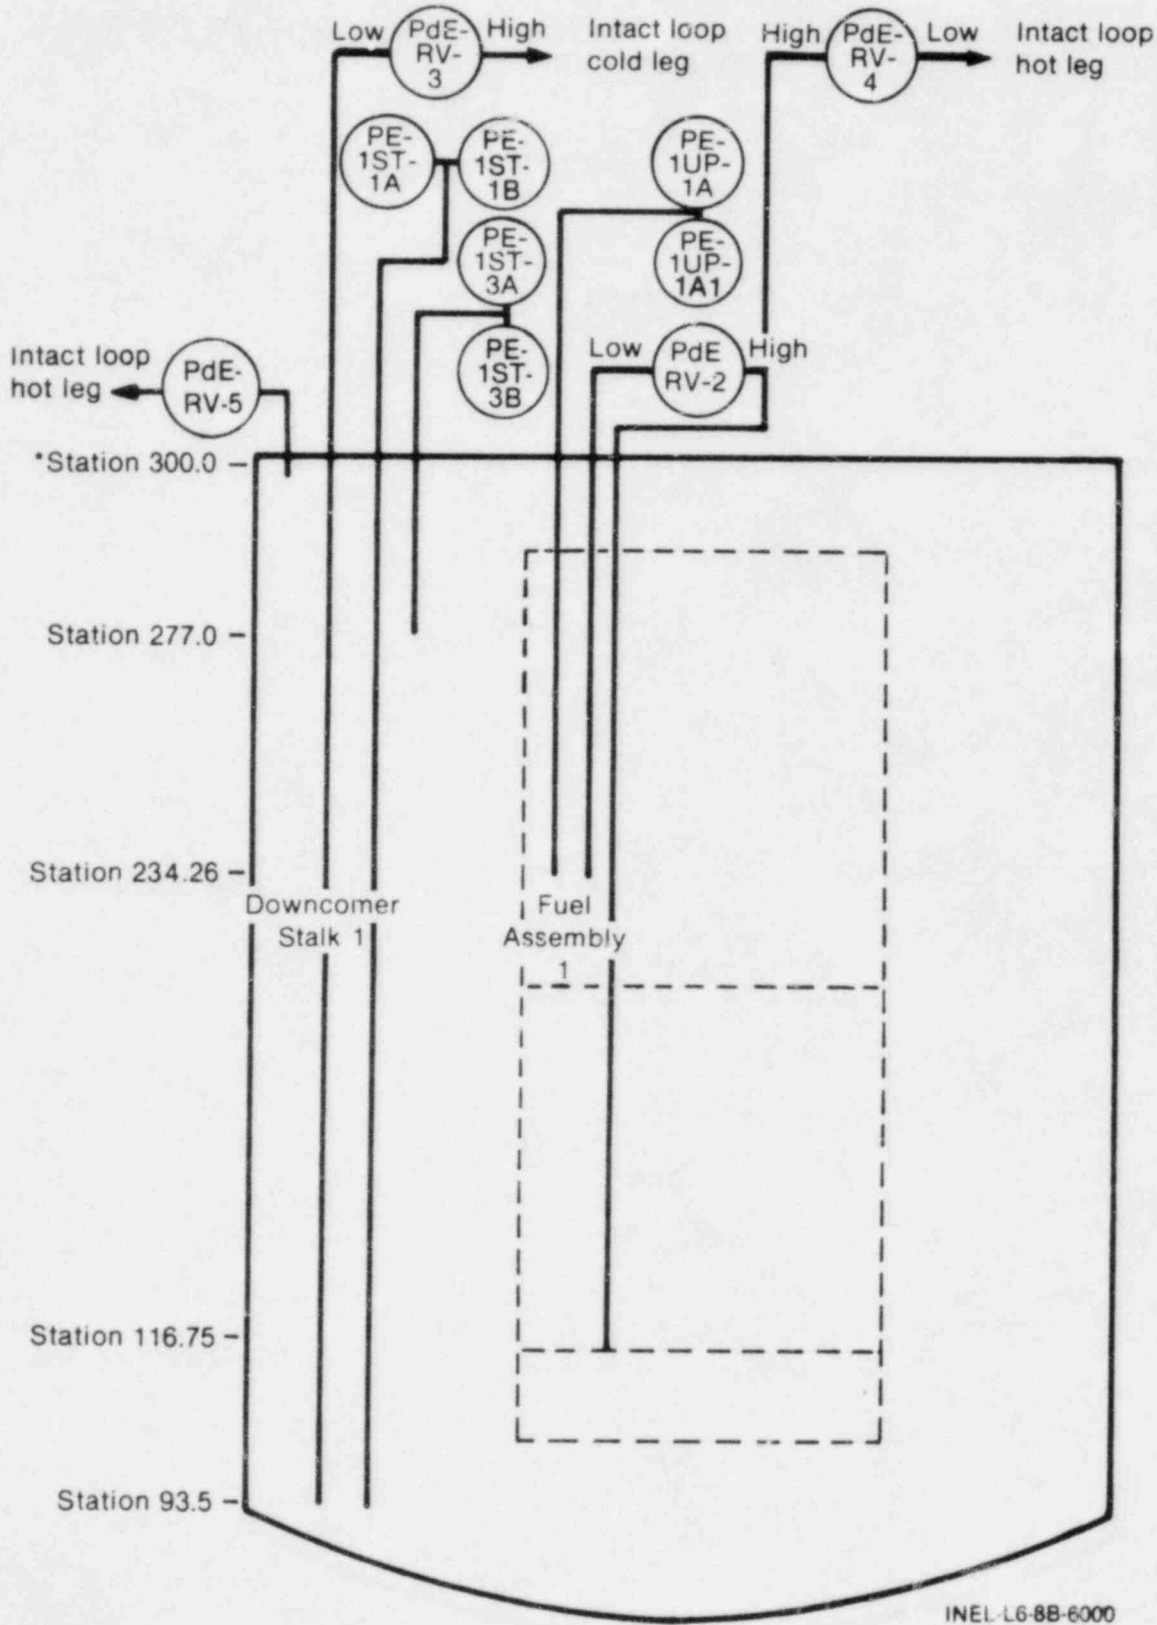 Low
PdE-
RV-
3
High
Intact loop
cold leg
High
PdE-
RV-
4
Low
Intact loop
hot leg
PE-
1ST-
1A
PE-
1ST-
1B
PE-
1UP-
1A
PE-
1ST-
3A
PE-
1UP-
1A1
Intact loop
hot leg
PdE-
RV-5
PE-
1ST-
3B
Low
PdE
RV-2
High
*Station 300.0
Station 277.0
Station 234.26
Downcomer
Stalk 1
Fuel
Assembly
1
Station 116.75
Station 93.5
INEL-L6-8B-6000